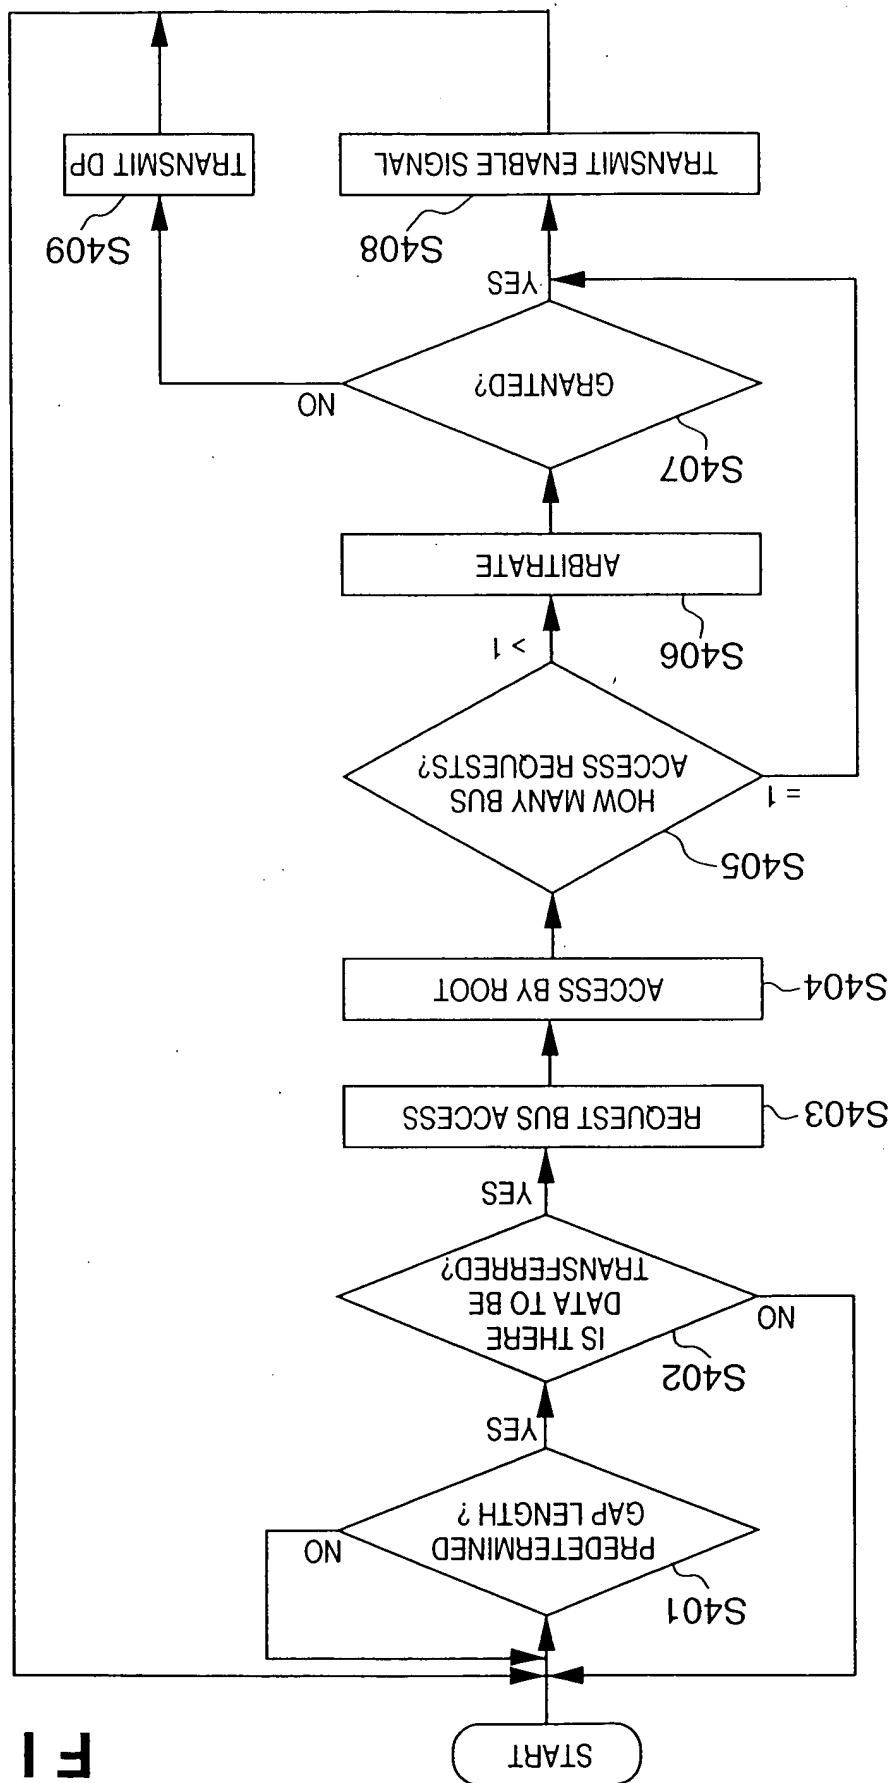 FI
START
S401
PREDETERMINED
GAP LENGTH ?
NO
YES
S402
IS THERE
DATA TO BE
TRANSFERRED?
NO
YES
S403
REQUEST BUS ACCESS
S404
ACCESS BY ROOT
S405
HOW MANY BUS
ACCESS REQUESTS?
= 1
> 1
S406
ARBITRATE
S407
GRANTED?
NO
YES
S408
TRANSMIT ENABLE SIGNAL
S409
TRANSMIT DP